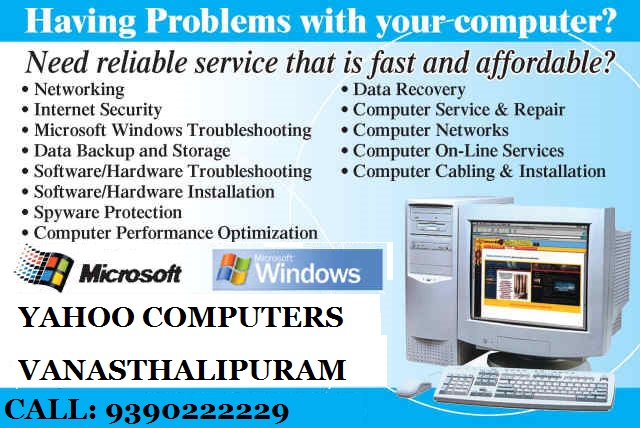 Having Problems with your computer?
Need reliable service that is fast and affordable?
• Networking
• Internet Security
• Microsoft Windows Troubleshooting
• Data Backup and Storage
• Software/Hardware Troubleshooting
• Software/Hardware Installation
• Spyware Protection
• Computer Performance Optimization
• Data Recovery
• Computer Service & Repair
• Computer Networks
• Computer On-Line Services
• Computer Cabling & Installation
Microsoft
Microsoft
Windows
YAHOO COMPUTERS
VANASTHALIPURAM
CALL: 9390222229